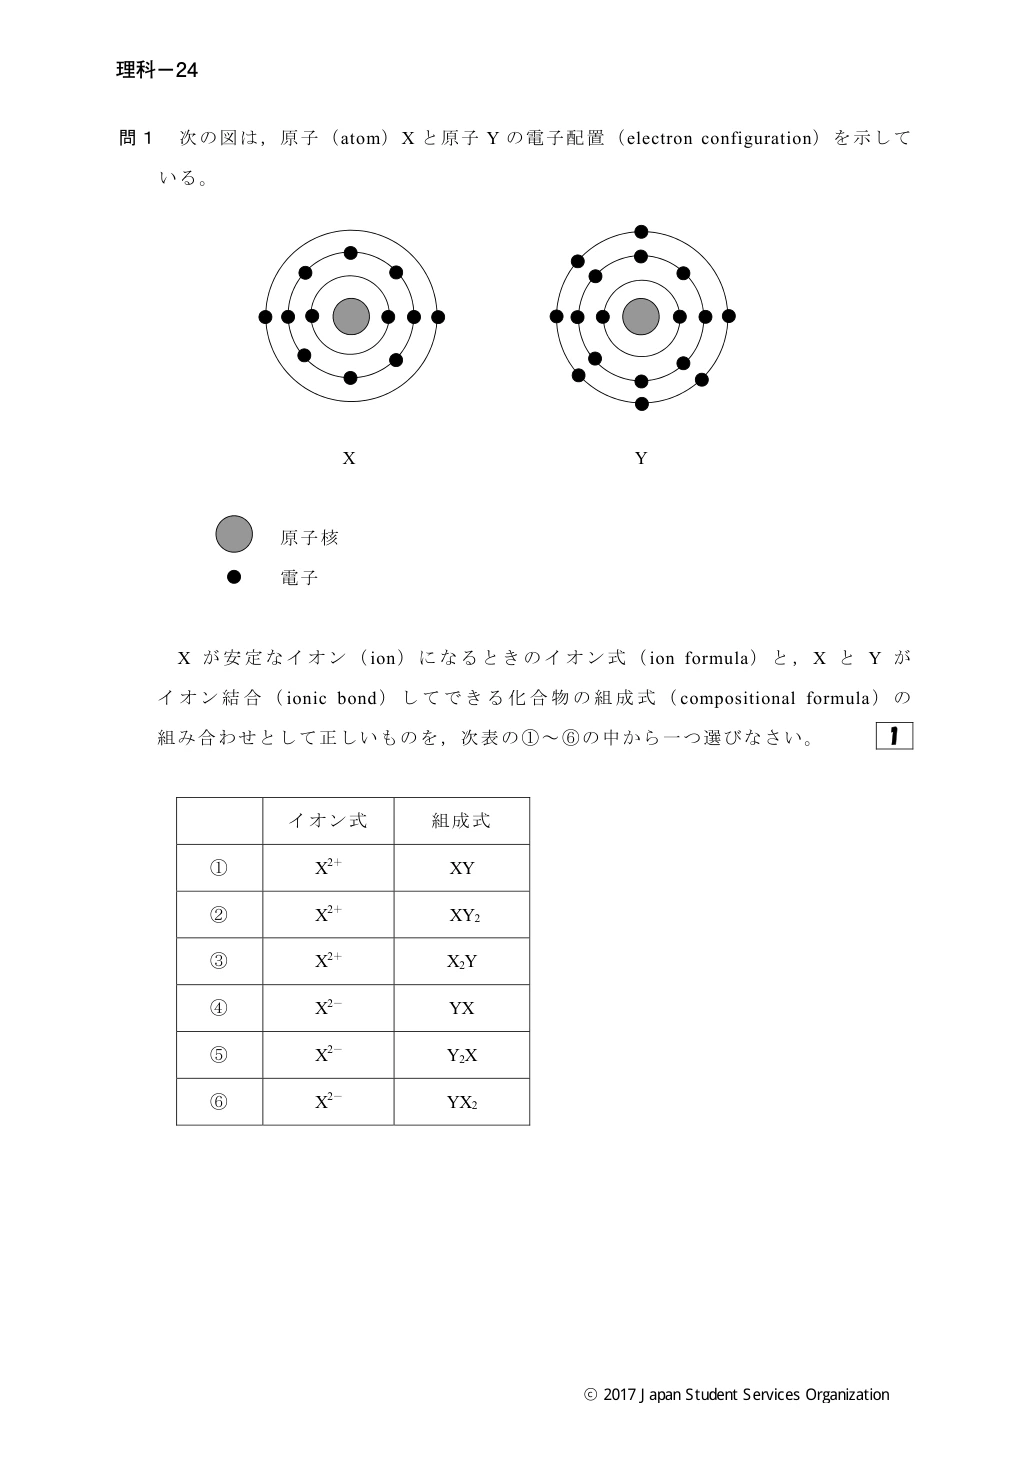 理科－24
問1　次の図は，原子（atom）Xと原子Yの電子配置（electron configuration）を示して
いる。
X　Y
原子核
電子
X が安定なイオン（ion）になるときのイオン式（ion formula）と，X と Y が
イオン結合（ionic bond）してできる化合物の組成式（compositional formula）の
組み合わせとして正しいものを，次表の①～⑥の中から一つ選びなさい。　1
イオン式　組成式
①　X²⁺　XY
②　X²⁺　XY₂
③　X²⁺　X₂Y
④　X²⁻　YX
⑤　X²⁻　Y₂X
⑥　X²⁻　YX₂
© 2017 Japan Student Services Organization